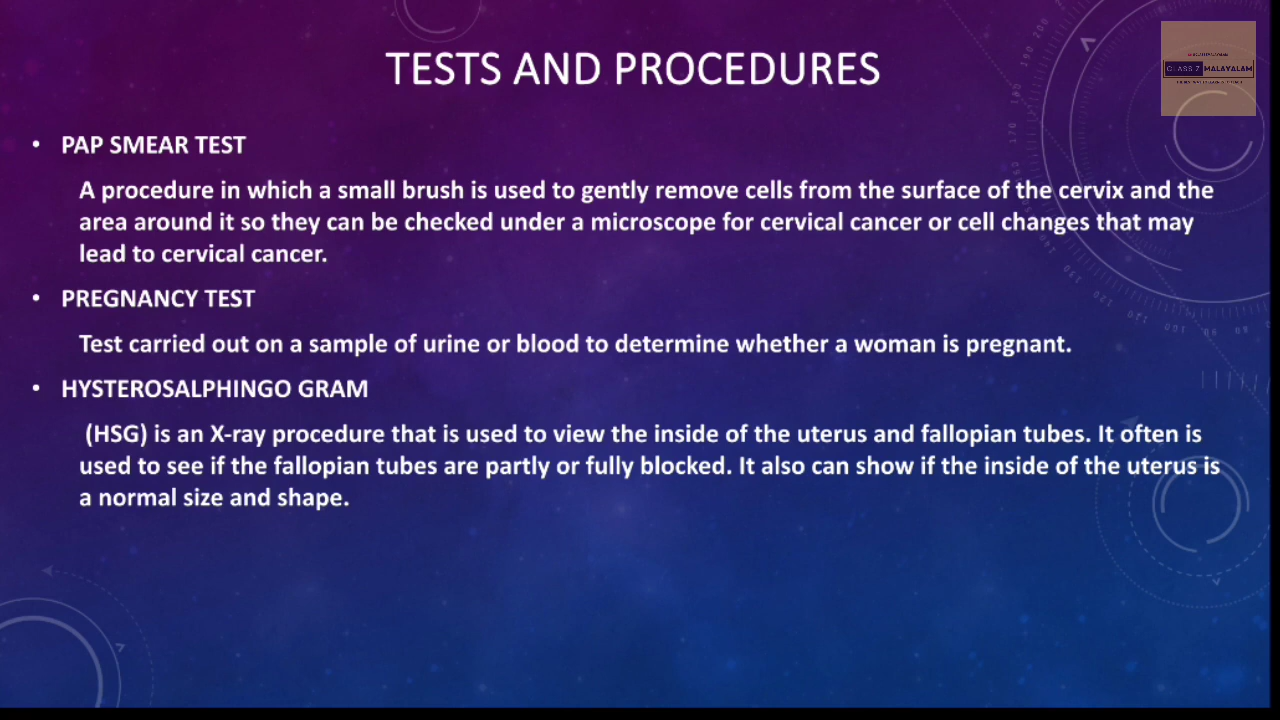 TESTS AND PROCEDURES
CLASS 7 MALAYALAM
• PAP SMEAR TEST
A procedure in which a small brush is used to gently remove cells from the surface of the cervix and the
area around it so they can be checked under a microscope for cervical cancer or cell changes that may
lead to cervical cancer.
• PREGNANCY TEST
Test carried out on a sample of urine or blood to determine whether a woman is pregnant.
• HYSTEROSALPHINGO GRAM
(HSG) is an X-ray procedure that is used to view the inside of the uterus and fallopian tubes. It often is
used to see if the fallopian tubes are partly or fully blocked. It also can show if the inside of the uterus is
a normal size and shape.